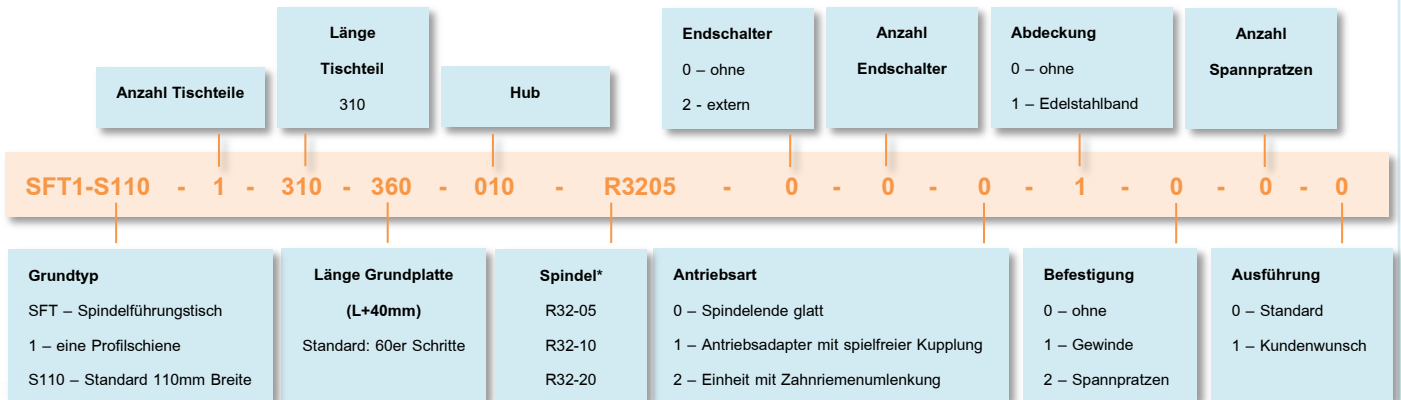 Anzahl Tischteile
Länge
Tischteil
310
Hub
Endschalter
0 – ohne
2 - extern
Anzahl
Endschalter
Abdeckung
0 – ohne
1 – Edelstahlband
Anzahl
Spannpratzen
SFT1-S110 - 1 - 310 - 360 - 010 - R3205 - 0 - 0 - 0 - 1 - 0 - 0 - 0
Grundtyp
SFT – Spindelführungstisch
1 – eine Profilschiene
S110 – Standard 110mm Breite
Länge Grundplatte
(L+40mm)
Standard: 60er Schritte
Spindel*
R32-05
R32-10
R32-20
Antriebsart
0 – Spindelende glatt
1 – Antriebsadapter mit spielfreier Kupplung
2 – Einheit mit Zahnriemenumlenkung
Befestigung
0 – ohne
1 – Gewinde
2 – Spannpratzen
Ausführung
0 – Standard
1 – Kundenwunsch